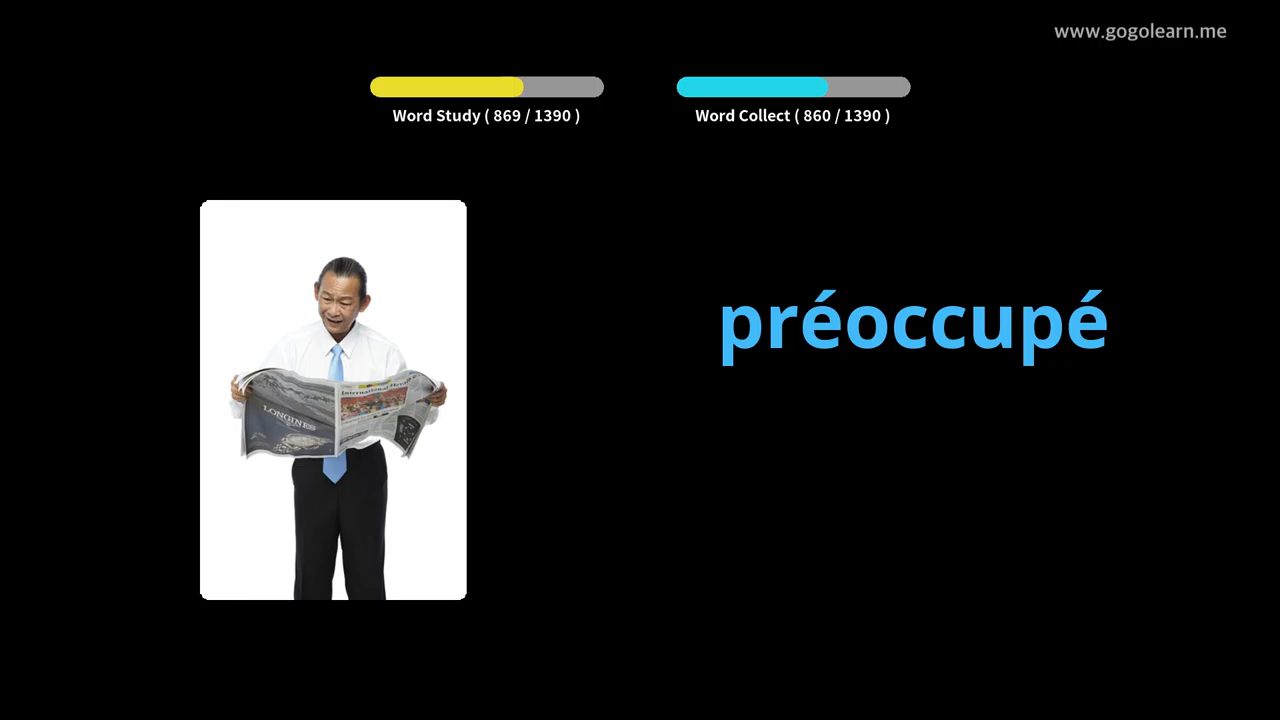 www.gogolearn.me
Word Study ( 869 / 1390 )
Word Collect ( 860 / 1390 )
préoccupé
LONGINES
International Herald